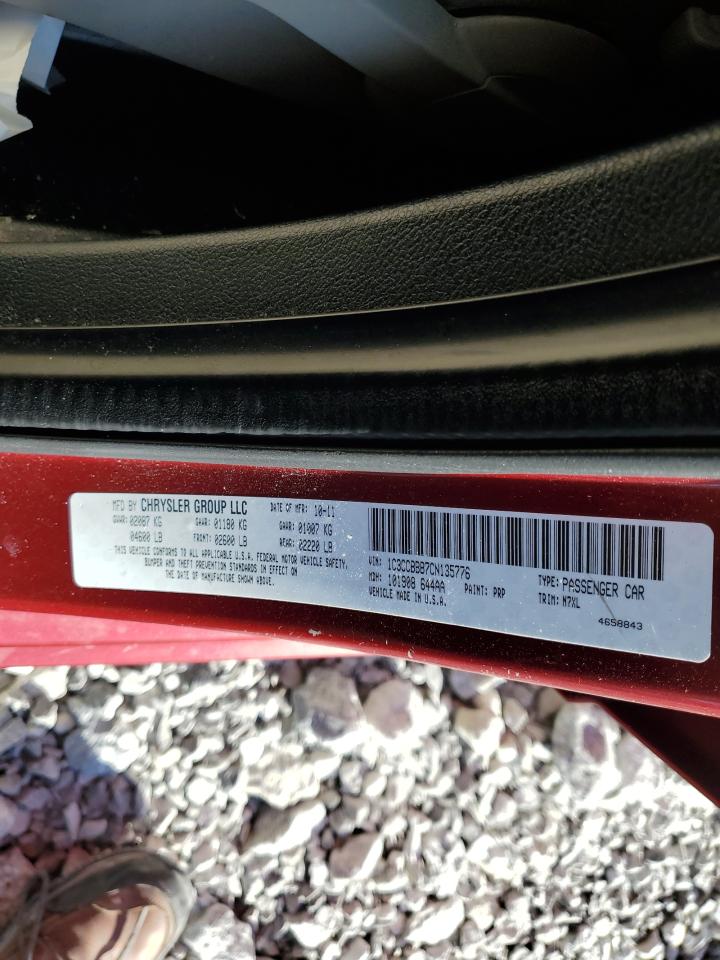 MFD BY CHRYSLER GROUP LLC DATE OF MFR: 10-11
GVWR: 02087 KG GAWR: 01180 KG GAWR: 01007 KG
04600 LB FRONT: 02600 LB REAR: 02220 LB
THIS VEHICLE CONFORMS TO ALL APPLICABLE U.S.A. FEDERAL MOTOR VEHICLE SAFETY,
BUMPER AND THEFT PREVENTION STANDARDS IN EFFECT ON
THE DATE OF MANUFACTURE SHOWN ABOVE.
VIN: 1C3CCBBB7CN135776 TYPE: PASSENGER CAR
MDH: 101908 644AA PAINT: PRP TRIM: N7XL
VEHICLE MADE IN U.S.A.
4658843